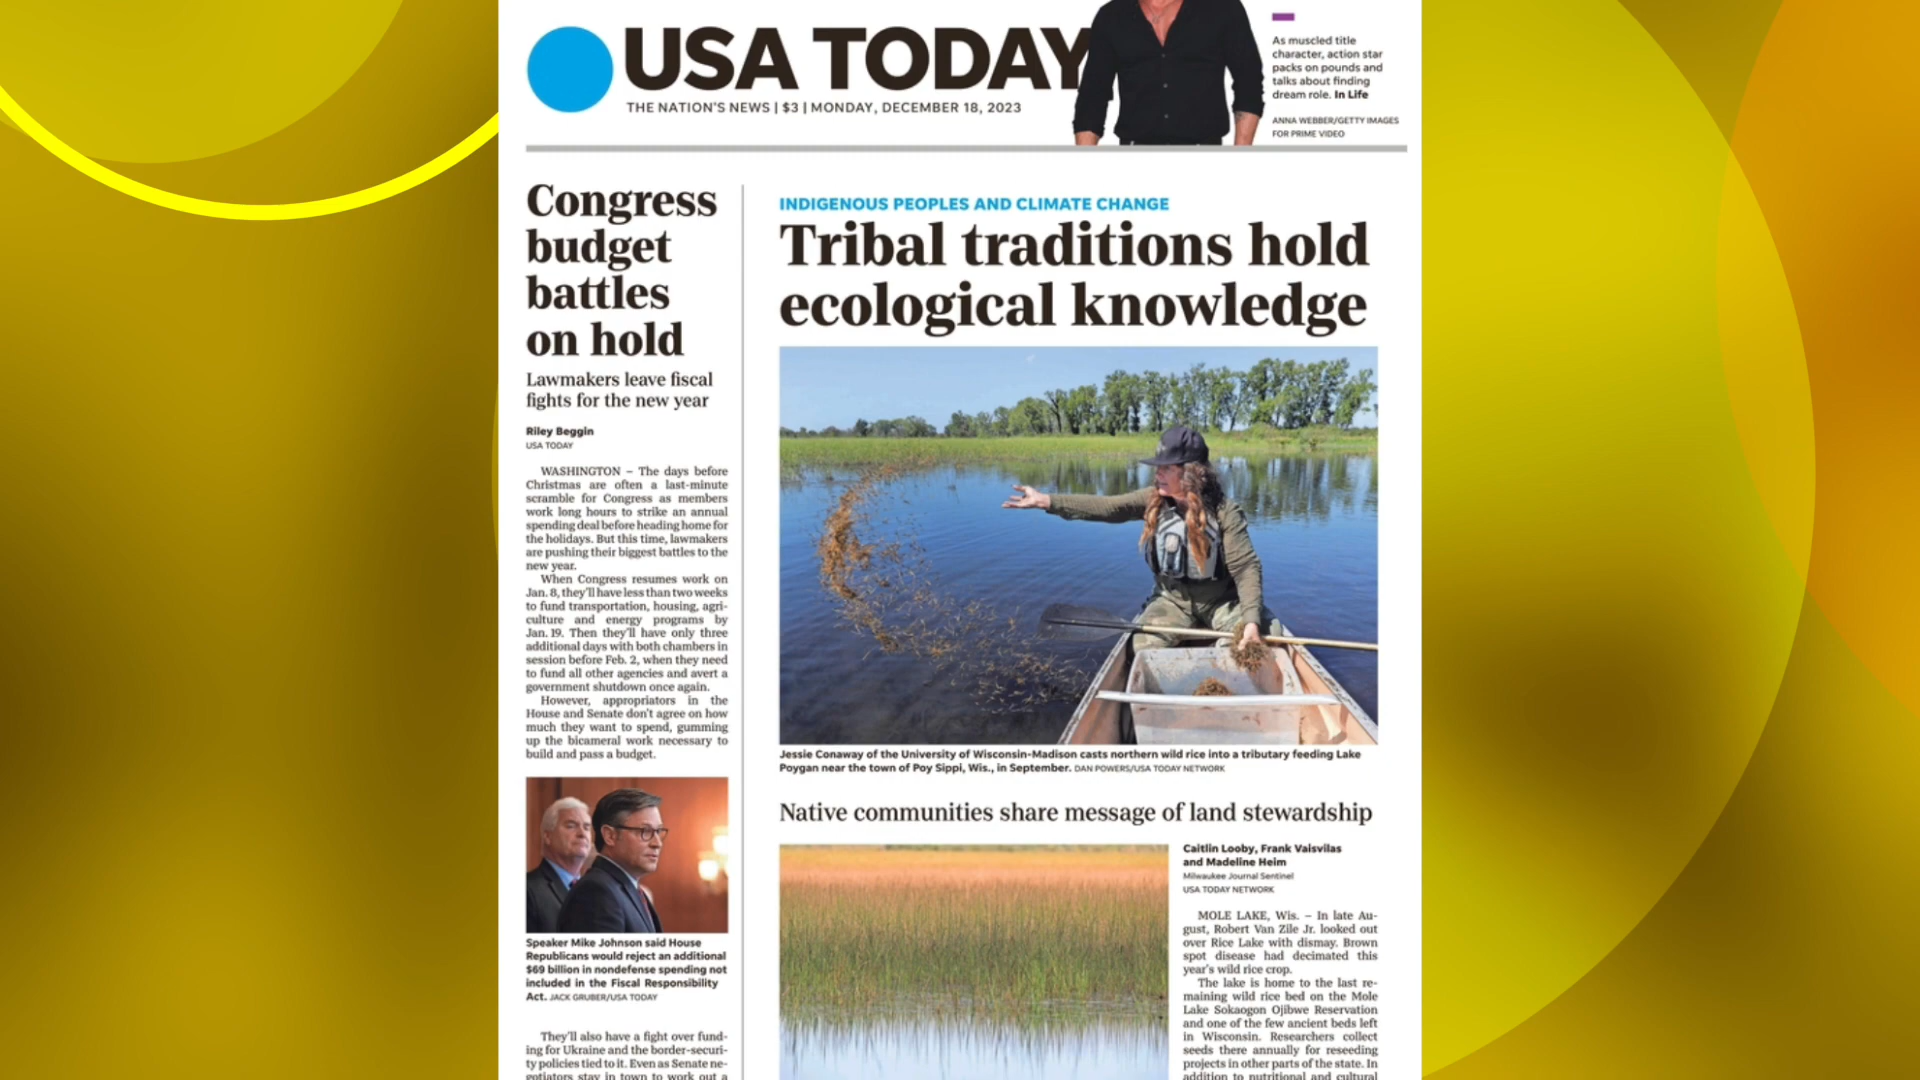 USA TODAY
THE NATION'S NEWS | $3 | MONDAY, DECEMBER 18, 2023
As muscled title
character, action star
packs on pounds and
talks about finding
dream role. In Life
ANNA WEBBER/GETTY IMAGES
FOR PRIME VIDEO
Congress
budget
battles
on hold
Lawmakers leave fiscal
fights for the new year
Riley Beggin
USA TODAY
WASHINGTON – The days before
Christmas are often a last-minute
scramble for Congress as members
work long hours to strike an annual
spending deal before heading home for
the holidays. But this time, lawmakers
are pushing their biggest battles to the
new year.
When Congress resumes work on
Jan. 8, they'll have less than two weeks
to fund transportation, housing, agri-
culture and energy programs by
Jan. 19. Then they'll have only three
additional days with both chambers in
session before Feb. 2, when they need
to fund all other agencies and avert a
government shutdown once again.
However, appropriators in the
House and Senate don't agree on how
much they want to spend, gumming
up the bicameral work necessary to
build and pass a budget.
Speaker Mike Johnson said House
Republicans would reject an additional
$69 billion in nondefense spending not
included in the Fiscal Responsibility
Act. JACK GRUBER/USA TODAY
They'll also have a fight over fund-
ing for Ukraine and the border-securi-
ty policies tied to it. Even as Senate ne-
gotiators stay in town to work out a
INDIGENOUS PEOPLES AND CLIMATE CHANGE
Tribal traditions hold
ecological knowledge
Jessie Conaway of the University of Wisconsin-Madison casts northern wild rice into a tributary feeding Lake
Poygan near the town of Poy Sippi, Wis., in September. DAN POWERS/USA TODAY NETWORK
Native communities share message of land stewardship
Caitlin Looby, Frank Vaisvilas
and Madeline Heim
Milwaukee Journal Sentinel
USA TODAY NETWORK
MOLE LAKE, Wis. – In late Au-
gust, Robert Van Zile Jr. looked out
over Rice Lake with dismay. Brown
spot disease had decimated this
year's wild rice crop.
The lake is home to the last re-
maining wild rice bed on the Mole
Lake Sokaogon Ojibwe Reservation
and one of the few ancient beds left
in Wisconsin. Researchers collect
seeds there annually for reseeding
projects in other parts of the state. In
addition to nutritional and cultural